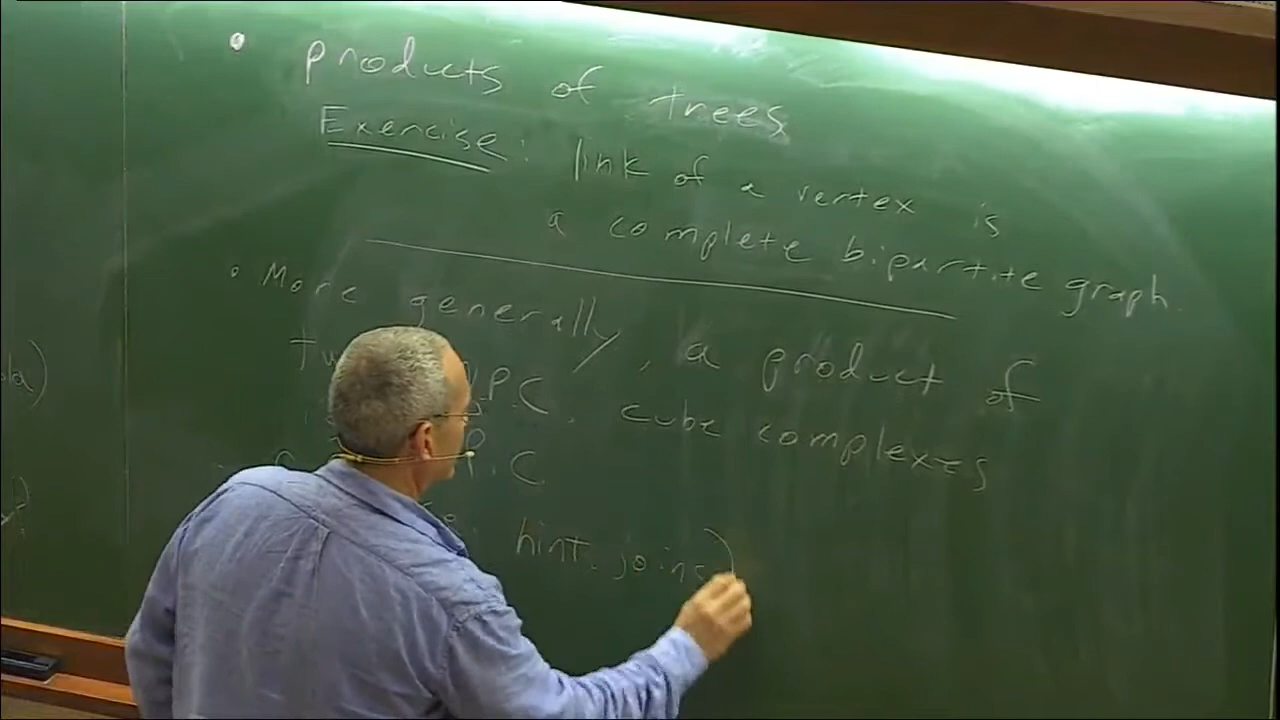 • products of trees
Exercise: link of a vertex is
a complete bipartite graph.
• More generally, a product of
P.C. cube complexes
P.C
hint. joins)